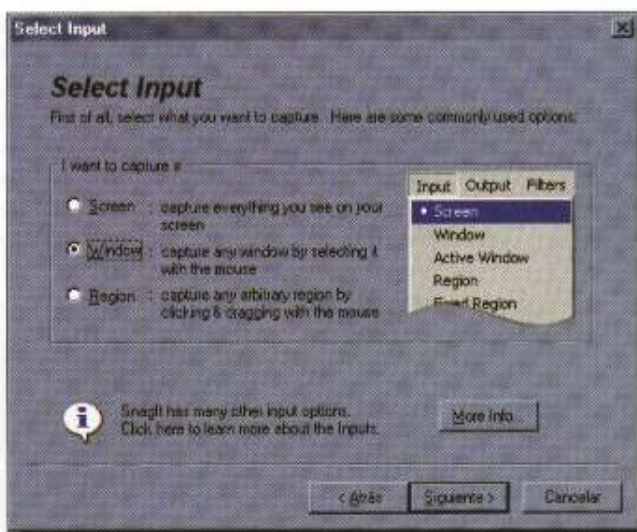 Select Input
Select Input
First of all, select what you want to capture. Here are some commonly used options:
I want to capture a
Screen : capture everything you see on your
screen
Window : capture any window by selecting it
with the mouse
Region : capture any arbitrary region by
clicking & dragging with the mouse
Input Output Filters
Screen
Window
Active Window
Region
Fixed Region
SnagIt has many other input options.
Click here to learn more about the Inputs.
More Info...
< Atrás
Siguiente >
Cancelar